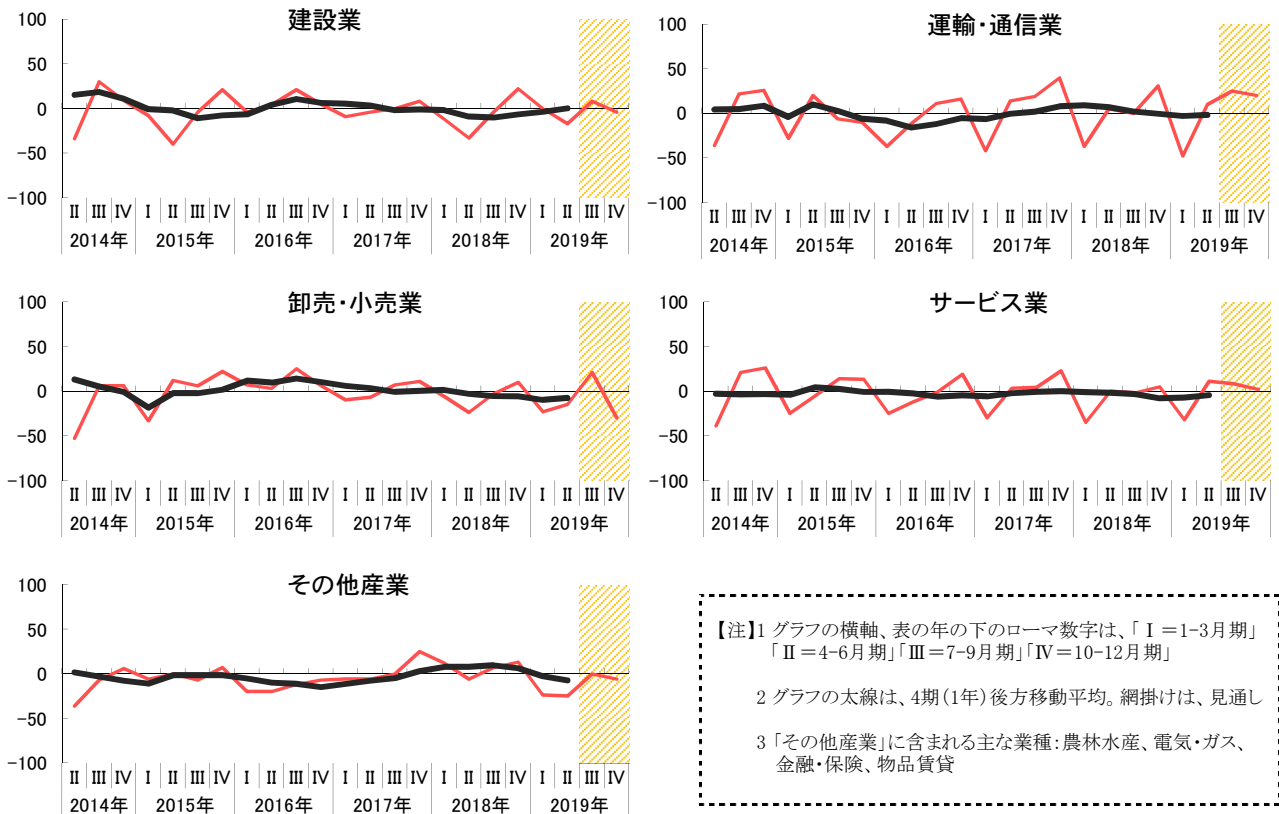 建設業
100
50
0
-50
-100
Ⅱ Ⅲ Ⅳ Ⅰ Ⅱ Ⅲ Ⅳ Ⅰ Ⅱ Ⅲ Ⅳ Ⅰ Ⅱ Ⅲ Ⅳ Ⅰ Ⅱ Ⅲ Ⅳ Ⅰ Ⅱ Ⅲ Ⅳ
2014年 2015年 2016年 2017年 2018年 2019年
運輸・通信業
100
50
0
-50
-100
Ⅱ Ⅲ Ⅳ Ⅰ Ⅱ Ⅲ Ⅳ Ⅰ Ⅱ Ⅲ Ⅳ Ⅰ Ⅱ Ⅲ Ⅳ Ⅰ Ⅱ Ⅲ Ⅳ Ⅰ Ⅱ Ⅲ Ⅳ
2014年 2015年 2016年 2017年 2018年 2019年
卸売・小売業
100
50
0
-50
-100
Ⅱ Ⅲ Ⅳ Ⅰ Ⅱ Ⅲ Ⅳ Ⅰ Ⅱ Ⅲ Ⅳ Ⅰ Ⅱ Ⅲ Ⅳ Ⅰ Ⅱ Ⅲ Ⅳ Ⅰ Ⅱ Ⅲ Ⅳ
2014年 2015年 2016年 2017年 2018年 2019年
サービス業
100
50
0
-50
-100
Ⅱ Ⅲ Ⅳ Ⅰ Ⅱ Ⅲ Ⅳ Ⅰ Ⅱ Ⅲ Ⅳ Ⅰ Ⅱ Ⅲ Ⅳ Ⅰ Ⅱ Ⅲ Ⅳ Ⅰ Ⅱ Ⅲ Ⅳ
2014年 2015年 2016年 2017年 2018年 2019年
その他産業
100
50
0
-50
-100
Ⅱ Ⅲ Ⅳ Ⅰ Ⅱ Ⅲ Ⅳ Ⅰ Ⅱ Ⅲ Ⅳ Ⅰ Ⅱ Ⅲ Ⅳ Ⅰ Ⅱ Ⅲ Ⅳ Ⅰ Ⅱ Ⅲ Ⅳ
2014年 2015年 2016年 2017年 2018年 2019年
【注】1 グラフの横軸、表の年の下のローマ数字は、「Ⅰ=1-3月期」
「Ⅱ=4-6月期」「Ⅲ=7-9月期」「Ⅳ=10-12月期」
2 グラフの太線は、4期(1年)後方移動平均。網掛けは、見通し
3 「その他産業」に含まれる主な業種:農林水産、電気・ガス、
金融・保険、物品賃貸